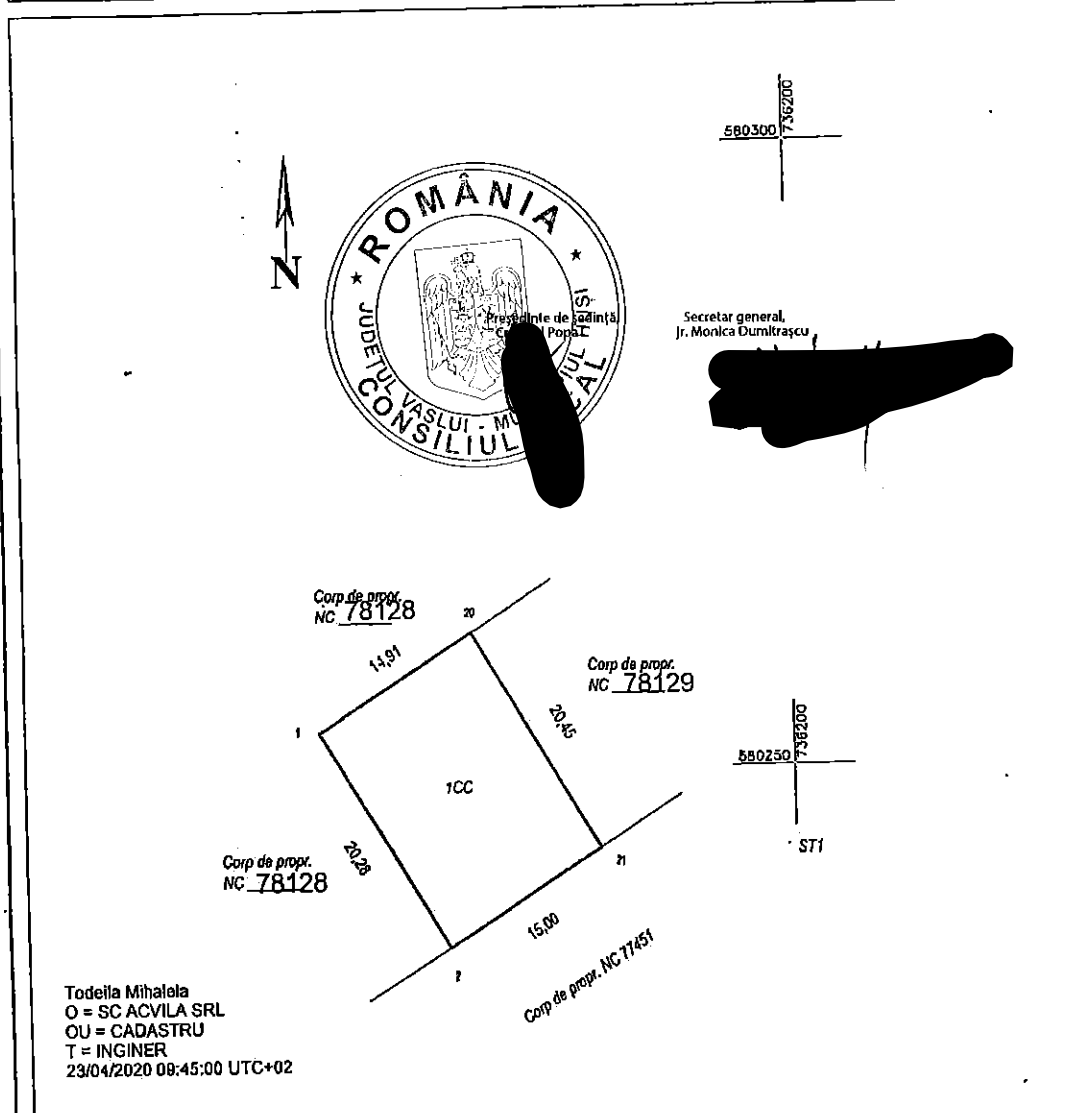 736200
580300
N
ROMÂNIA
JUDEȚUL VASLUI - HUȘI
CONSILIUL
Președinte de ședință,
Popa
Secretar general,
Jr. Monica Dumitrașcu
Corp de propr.
NC 78128
20
14,91
Corp de propr.
NC 78129
1
20,45
736200
580250
1CC
ST1
20,28
Corp de propr.
NC 78128
21
15,00
2
Corp de propr. NC 77451
Todeila Mihaiela
O = SC ACVILA SRL
OU = CADASTRU
T = INGINER
23/04/2020 09:45:00 UTC+02